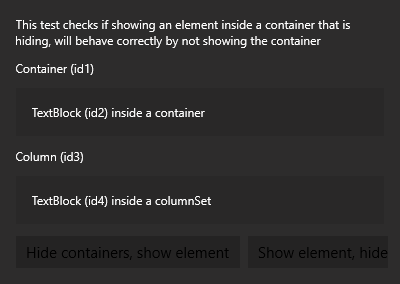 This test checks if showing an element inside a container that is
hiding, will behave correctly by not showing the container
Container (id1)
TextBlock (id2) inside a container
Column (id3)
TextBlock (id4) inside a columnSet
Hide containers, show element
Show element, hide